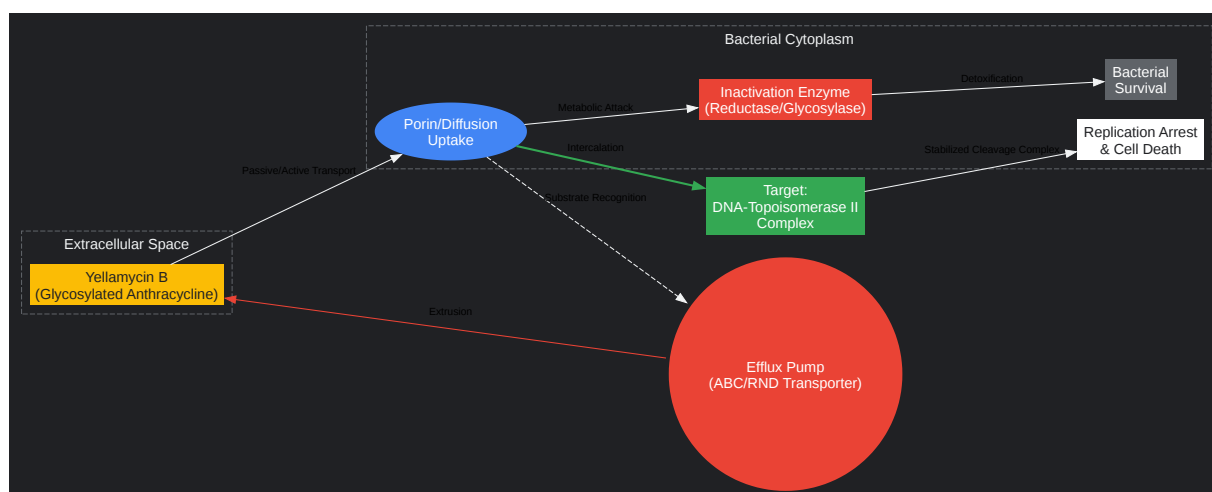 Bacterial Cytoplasm
Bacterial
Survival
Detoxification
Inactivation Enzyme
(Reductase/Glycosylase)
Metabolic Attack
Porin/Diffusion
Uptake
Replication Arrest
& Cell Death
Stabilized Cleavage Complex
Intercalation
Passive/Active Transport
Target:
DNA-Topoisomerase II
Complex
Substrate Recognition
Extracellular Space
Yellamycin B
(Glycosylated Anthracycline)
Extrusion
Efflux Pump
(ABC/RND Transporter)